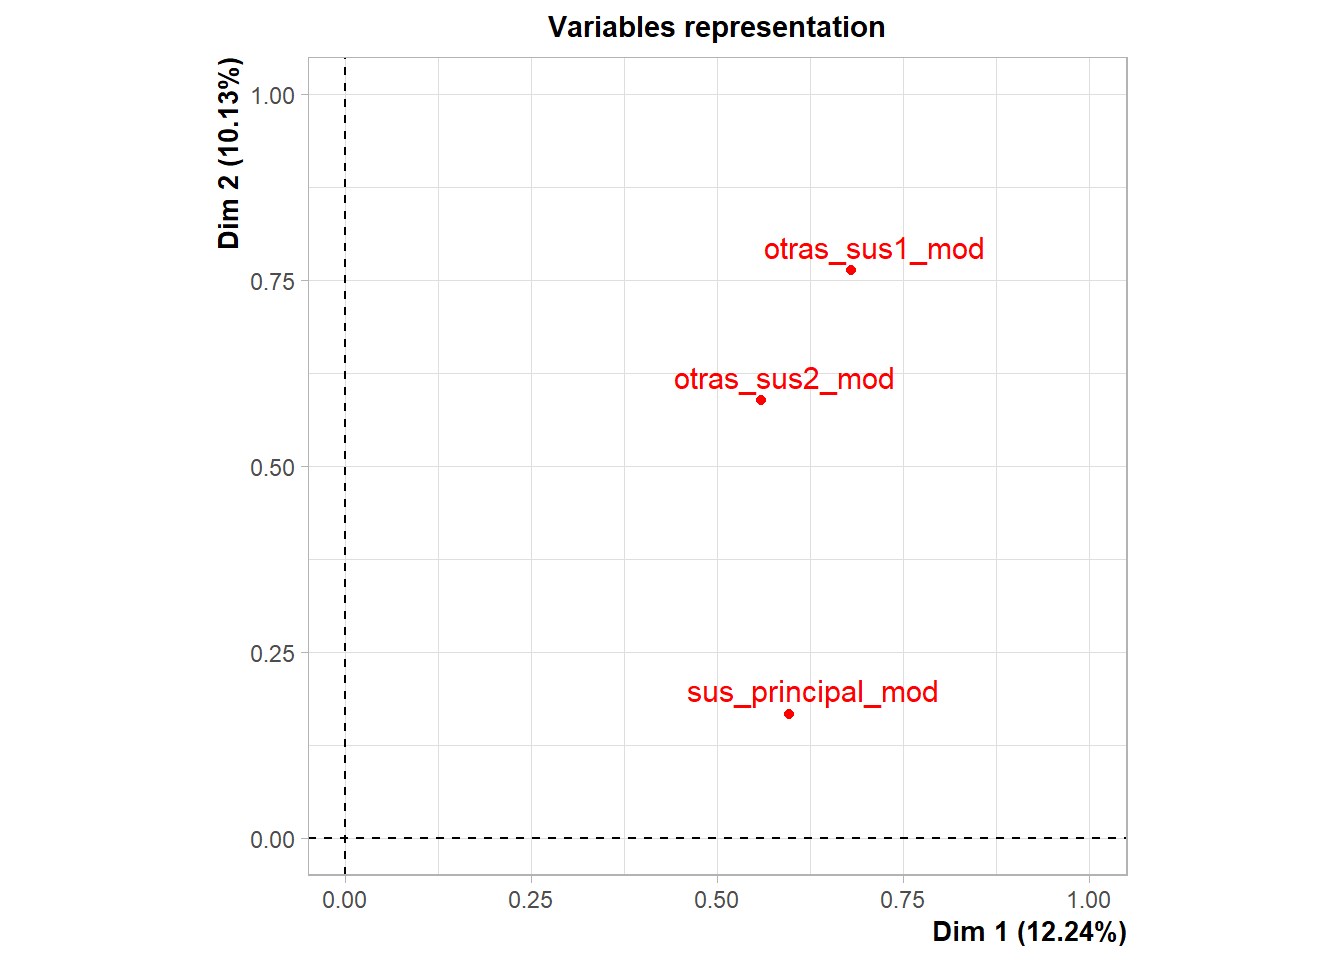 Variables representation
Dim 2 (10.13%)
1.00
0.75
0.50
0.25
0.00
otras_sus1_mod
otras_sus2_mod
sus_principal_mod
0.00 0.25 0.50 0.75 1.00
Dim 1 (12.24%)